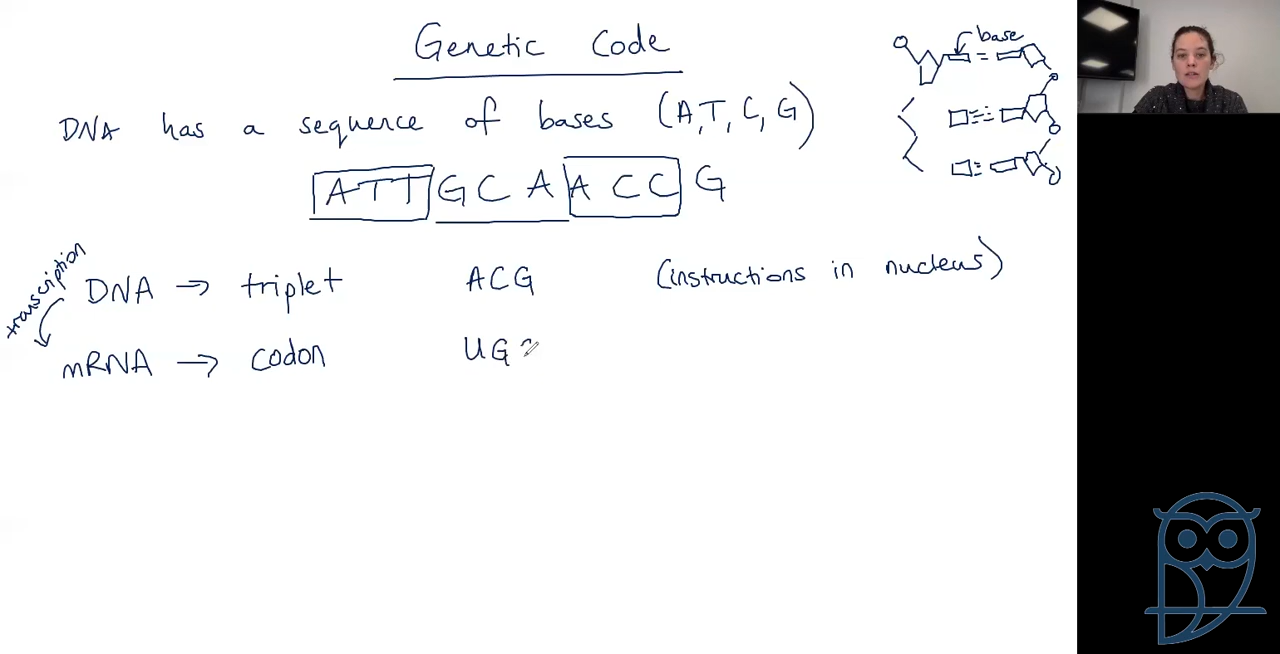 Genetic Code
base
DNA has a sequence of bases (A, T, C, G)
ATT GCA ACC G
transcription
DNA → triplet ACG (instructions in nucleus)
mRNA → codon UG